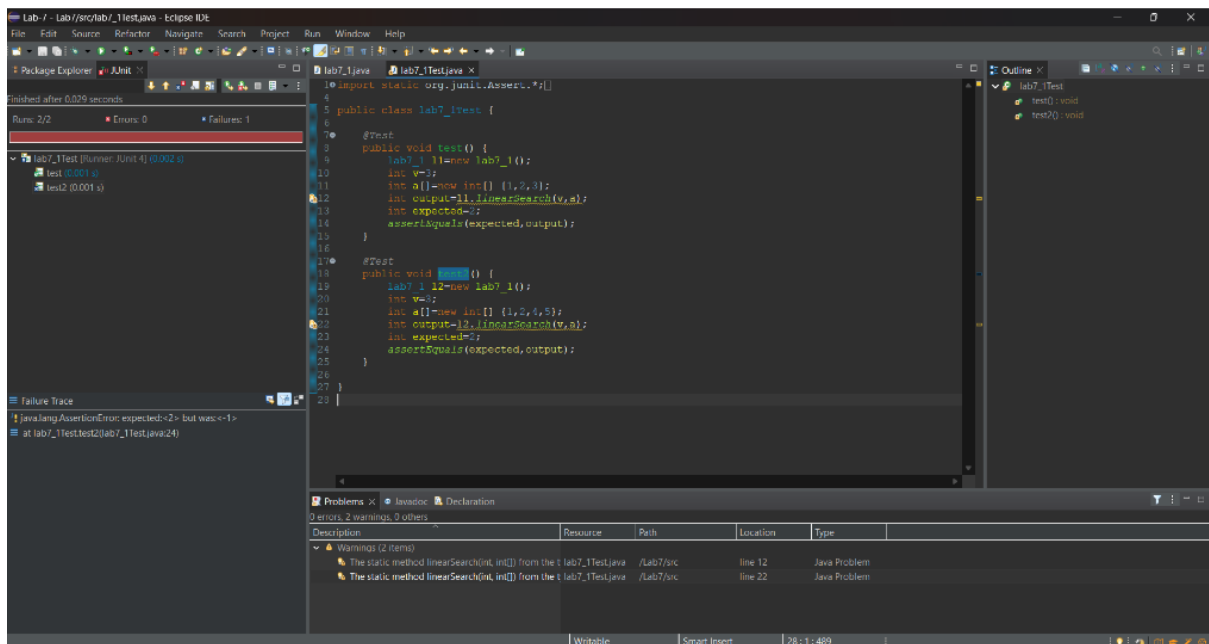 Lab-7 - Lab7/src/lab7_1Test.java - Eclipse IDE
File Edit Source Refactor Navigate Search Project Run Window Help
Package Explorer JUnit
Finished after 0.029 seconds
Runs: 2/2 Errors: 0 Failures: 1
lab7_1Test [Runner: JUnit 4] (0.002 s)
test (0.001 s)
test2 (0.001 s)
Failure Trace
java.lang.AssertionError: expected:<2> but was:<-1>
at lab7_1Test.test2(lab7_1Test.java:24)
lab7_1.java lab7_1Test.java
1 import static org.junit.Assert.*;
4
5 public class lab7_1Test {
6
7 @Test
8 public void test() {
9 lab7_1 l1=new lab7_1();
10 int v=3;
11 int a[]=new int[] {1,2,3};
12 int output=l1.linearSearch(v,a);
13 int expected=2;
14 assertEquals(expected,output);
15 }
16
17 @Test
18 public void test2() {
19 lab7_1 l2=new lab7_1();
20 int v=3;
21 int a[]=new int[] {1,2,4,5};
22 int output=l2.linearSearch(v,a);
23 int expected=2;
24 assertEquals(expected,output);
25 }
26
27 }
28
Outline
lab7_1Test
test() : void
test2() : void
Problems Javadoc Declaration
0 errors, 2 warnings, 0 others
Description Resource Path Location Type
Warnings (2 items)
The static method linearSearch(int, int[]) from the t lab7_1Test.java /Lab7/src line 12 Java Problem
The static method linearSearch(int, int[]) from the t lab7_1Test.java /Lab7/src line 22 Java Problem
Writable Smart Insert 28 : 1 : 489